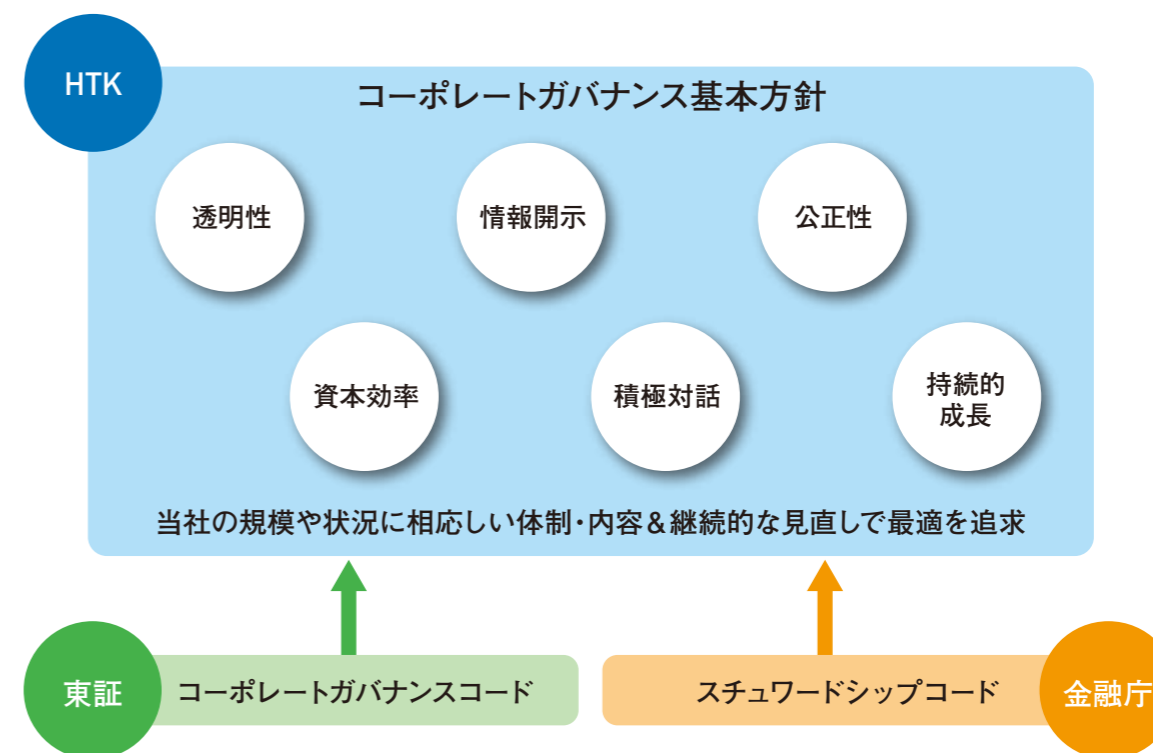 HTK
コーポレートガバナンス基本方針
透明性
情報開示
公正性
資本効率
積極対話
持続的
成長
当社の規模や状況に相応しい体制・内容＆継続的な見直しで最適を追求
東証
コーポレートガバナンスコード
スチュワードシップコード
金融庁